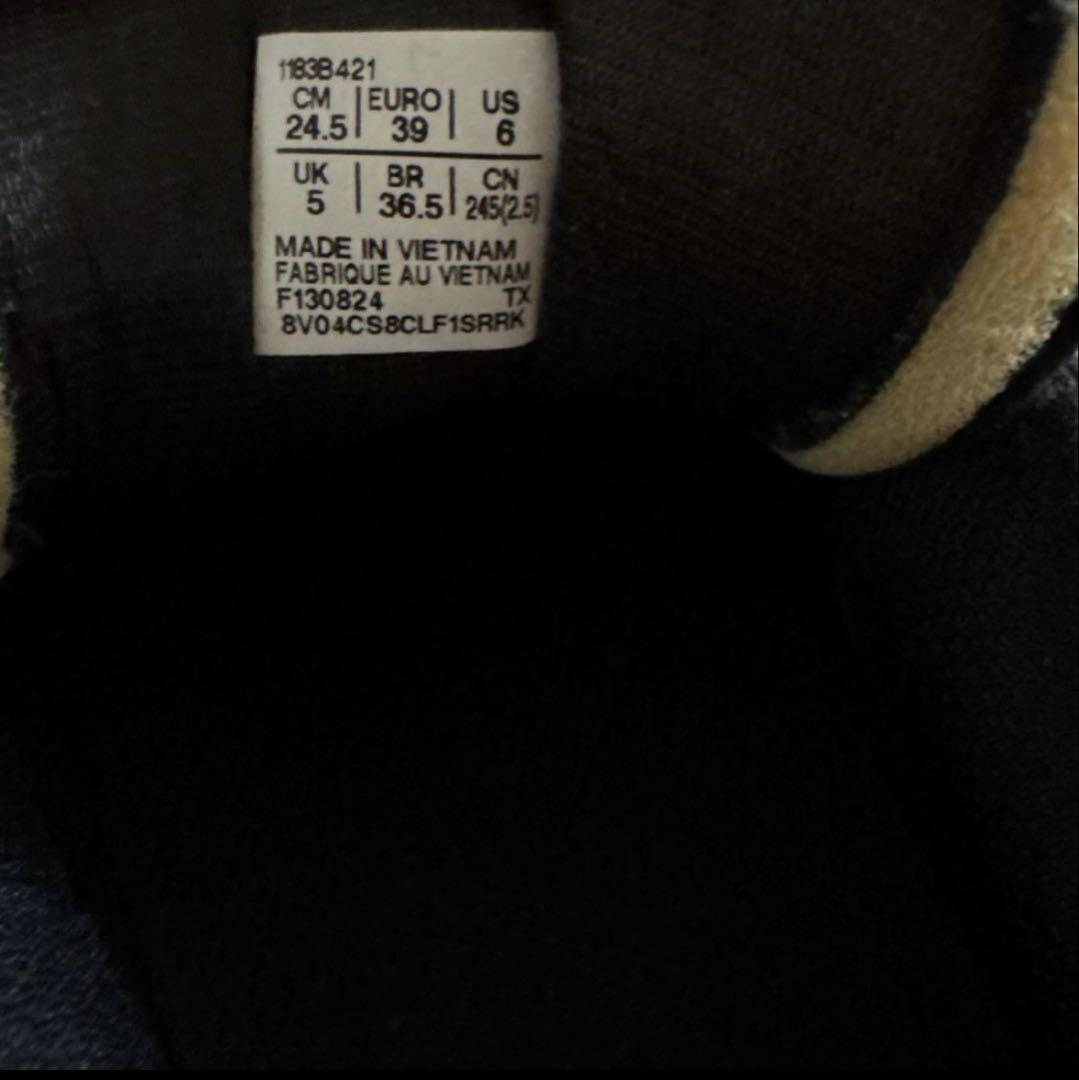 1183B421
CM | EURO | US
24.5 | 39 | 6
UK | BR | CN
5 | 36.5 | 245(2.5)
MADE IN VIETNAM
FABRIQUE AU VIETNAM
F130824 TX
8V04CS8CLF1SRRK